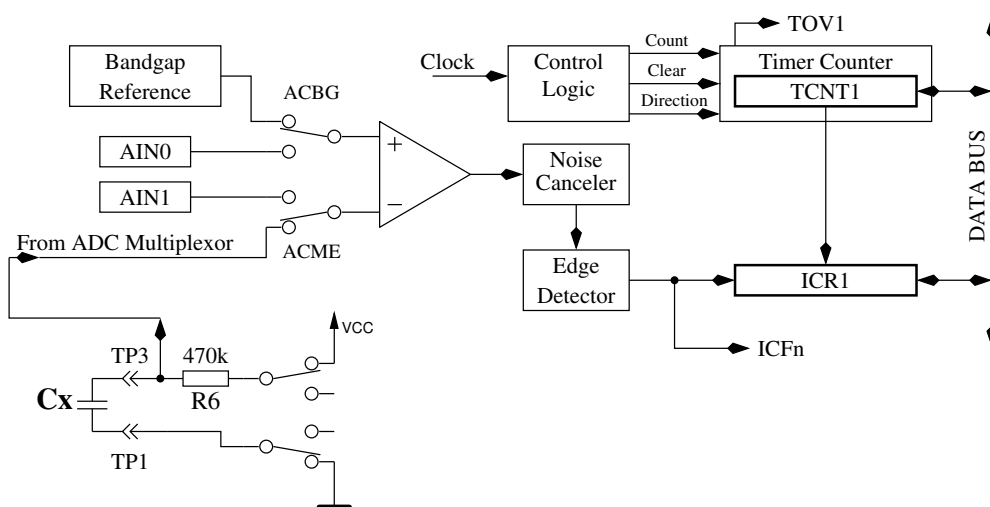 TOV1
Bandgap
Reference
ACBG
Clock
Control
Logic
Count
Clear
Direction
Timer Counter
TCNT1
AIN0
+
Noise
Canceler
DATA BUS
AIN1
−
From ADC Multiplexor
ACME
Edge
Detector
ICR1
VCC
ICFn
TP3
470k
Cx
R6
TP1